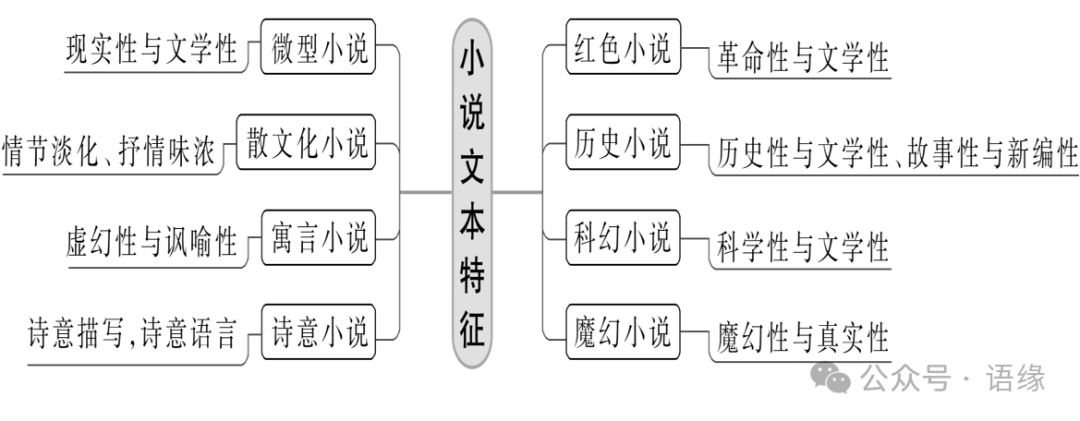 小说文本特征
微型小说
现实性与文学性
散文化小说
情节淡化、抒情味浓
寓言小说
虚幻性与讽喻性
诗意小说
诗意描写,诗意语言
红色小说
革命性与文学性
历史小说
历史性与文学性、故事性与新编性
科幻小说
科学性与文学性
魔幻小说
魔幻性与真实性
公众号·语缘